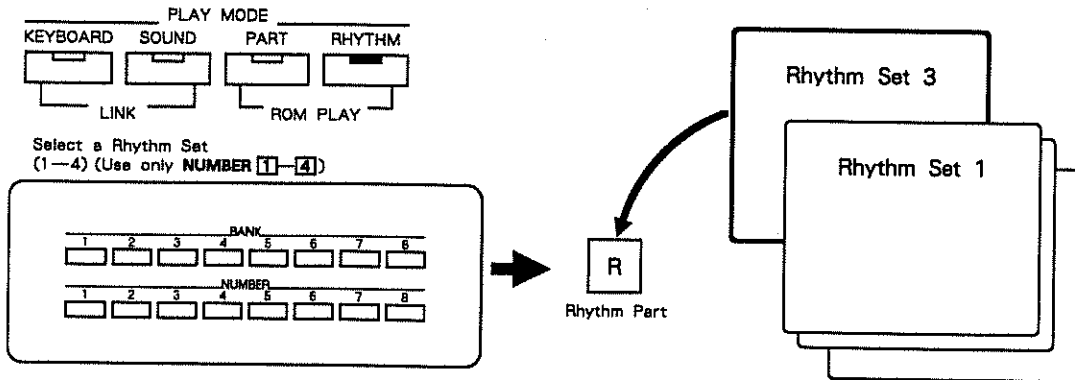 PLAY MODE
KEYBOARD SOUND PART RHYTHM
LINK ROM PLAY
Select a Rhythm Set
(1—4) (Use only NUMBER 1—4)
BANK
1 2 3 4 5 6 7 8
NUMBER
1 2 3 4 5 6 7 8
R
Rhythm Part
Rhythm Set 3
Rhythm Set 1